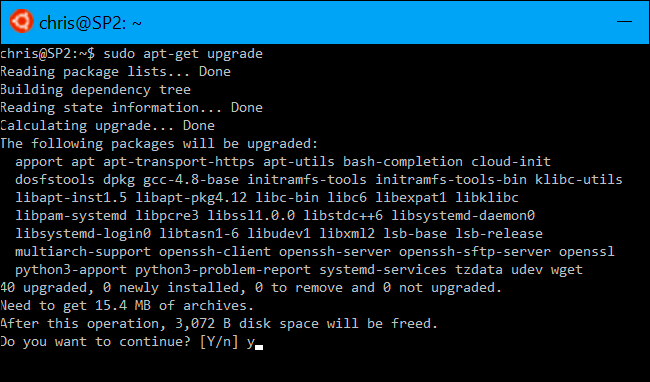 chris@SP2: ~
chris@SP2:~$ sudo apt-get upgrade
Reading package lists... Done
Building dependency tree
Reading state information... Done
Calculating upgrade... Done
The following packages will be upgraded:
  apport apt apt-transport-https apt-utils bash-completion cloud-init
  dosfstools dpkg gcc-4.8-base initramfs-tools initramfs-tools-bin klibc-utils
  libapt-inst1.5 libapt-pkg4.12 libc-bin libc6 libexpat1 libklibc
  libpam-systemd libpcre3 libssl1.0.0 libstdc++6 libsystemd-daemon0
  libsystemd-login0 libtasn1-6 libudev1 libxml2 lsb-base lsb-release
  multiarch-support openssh-client openssh-server openssh-sftp-server openssl
  python3-apport python3-problem-report systemd-services tzdata udev wget
40 upgraded, 0 newly installed, 0 to remove and 0 not upgraded.
Need to get 15.4 MB of archives.
After this operation, 3,072 B disk space will be freed.
Do you want to continue? [Y/n] y